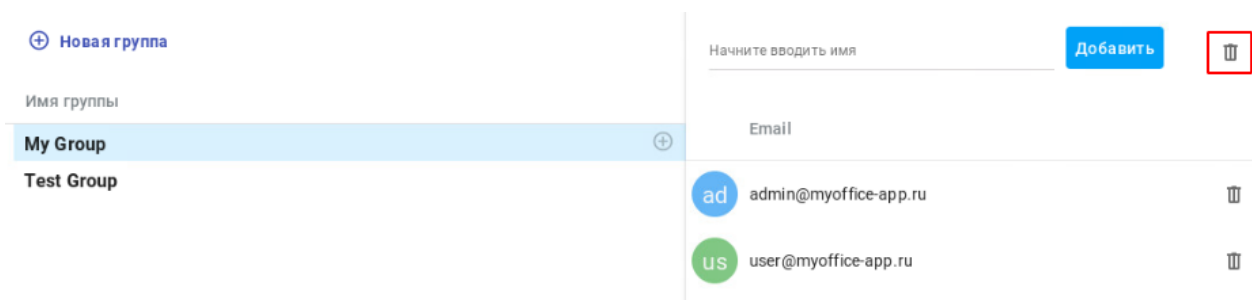 Новая группа
Имя группы
My Group
Test Group
Начните вводить имя
Добавить
Email
ad
admin@myoffice-app.ru
us
user@myoffice-app.ru